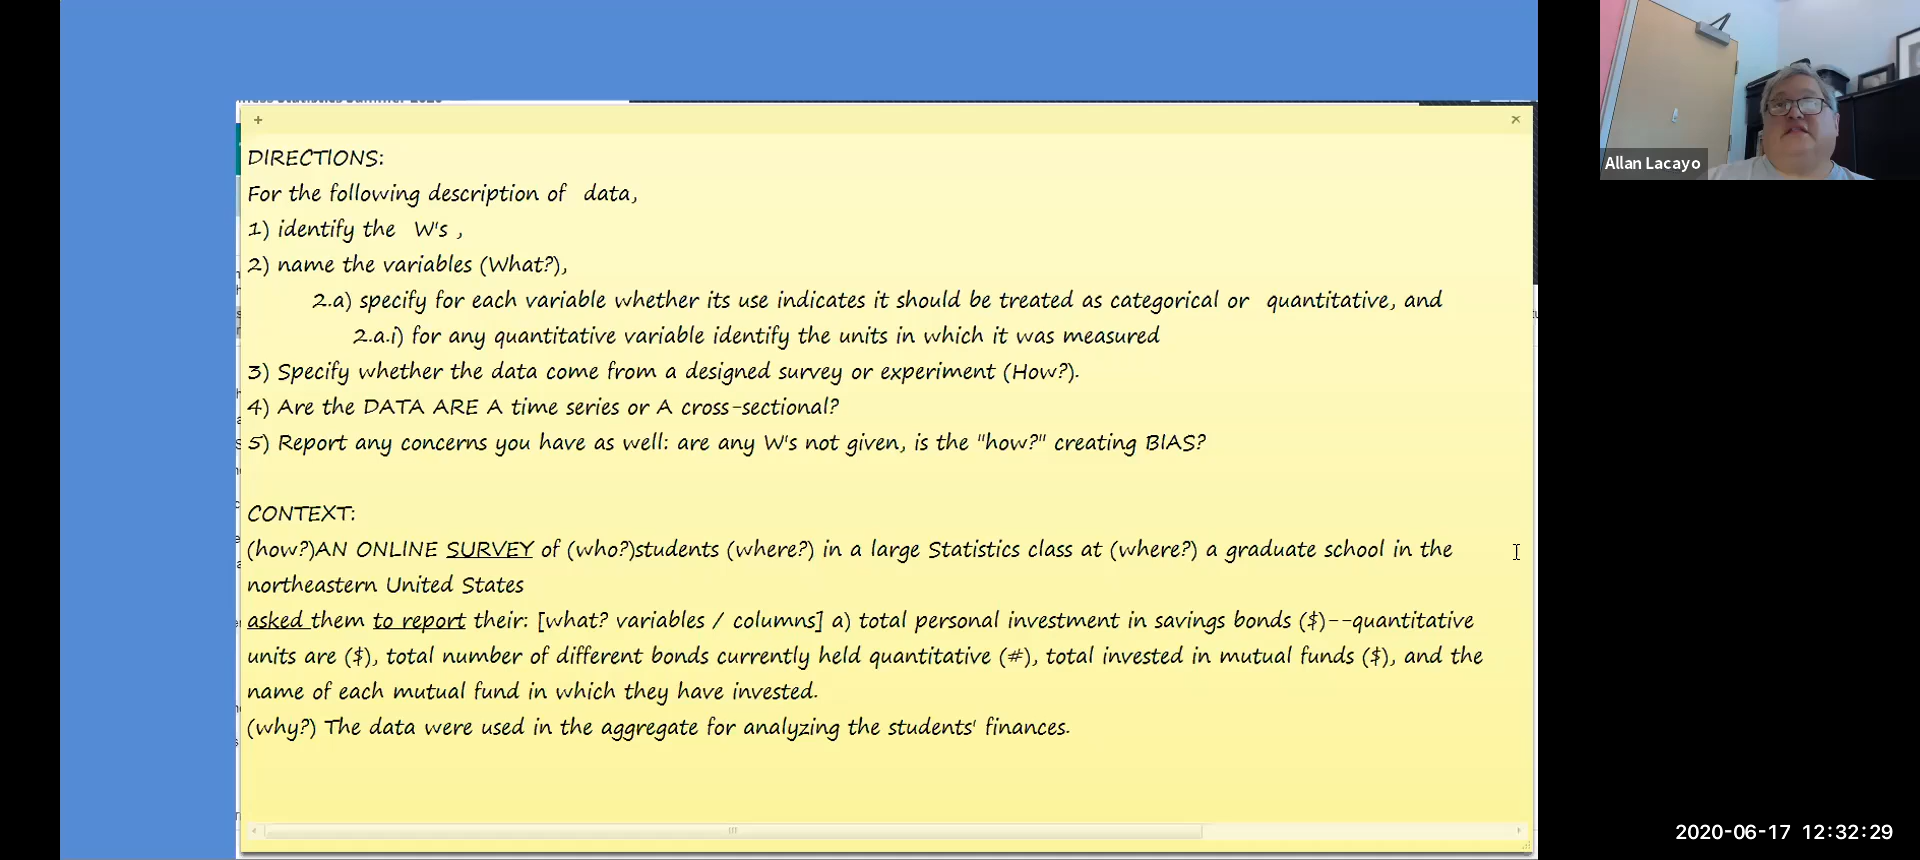 DIRECTIONS:
For the following description of data,
1) identify the W's ,
2) name the variables (What?),
2.a) specify for each variable whether its use indicates it should be treated as categorical or quantitative, and
2.a.i) for any quantitative variable identify the units in which it was measured
3) Specify whether the data come from a designed survey or experiment (How?).
4) Are the DATA ARE A time series or A cross-sectional?
5) Report any concerns you have as well: are any W's not given, is the "how?" creating BIAS?
CONTEXT:
(how?)AN ONLINE SURVEY of (who?)students (where?) in a large Statistics class at (where?) a graduate school in the
northeastern United States
asked them to report their: [what? variables / columns] a) total personal investment in savings bonds ($)--quantitative
units are ($), total number of different bonds currently held quantitative (#), total invested in mutual funds ($), and the
name of each mutual fund in which they have invested.
(why?) The data were used in the aggregate for analyzing the students' finances.
Allan Lacayo
2020-06-17 12:32:29